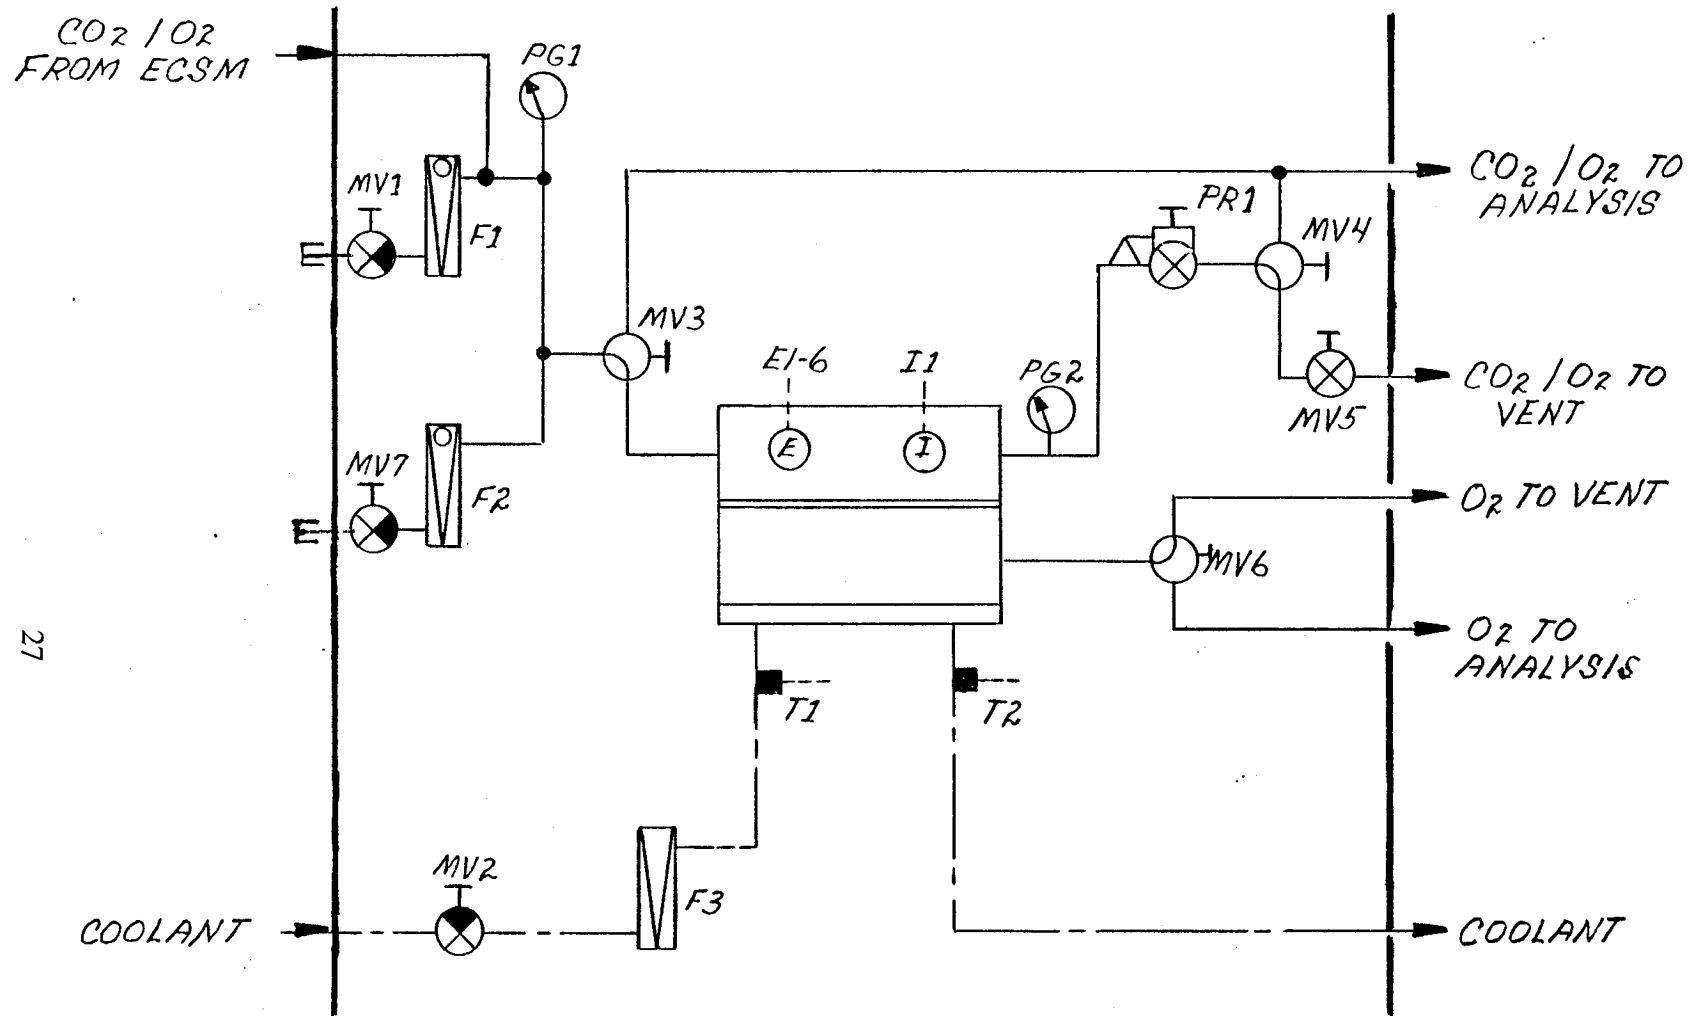 CO2 / O2
FROM ECSM
PG1
MV1
F1
CO2 / O2 TO
ANALYSIS
PR1
MV4
MV3
E1-6
I1
PG2
E
I
CO2 / O2 TO
VENT
MV5
MV7
F2
O2 TO VENT
MV6
O2 TO
ANALYSIS
27
T1
T2
MV2
F3
COOLANT
COOLANT